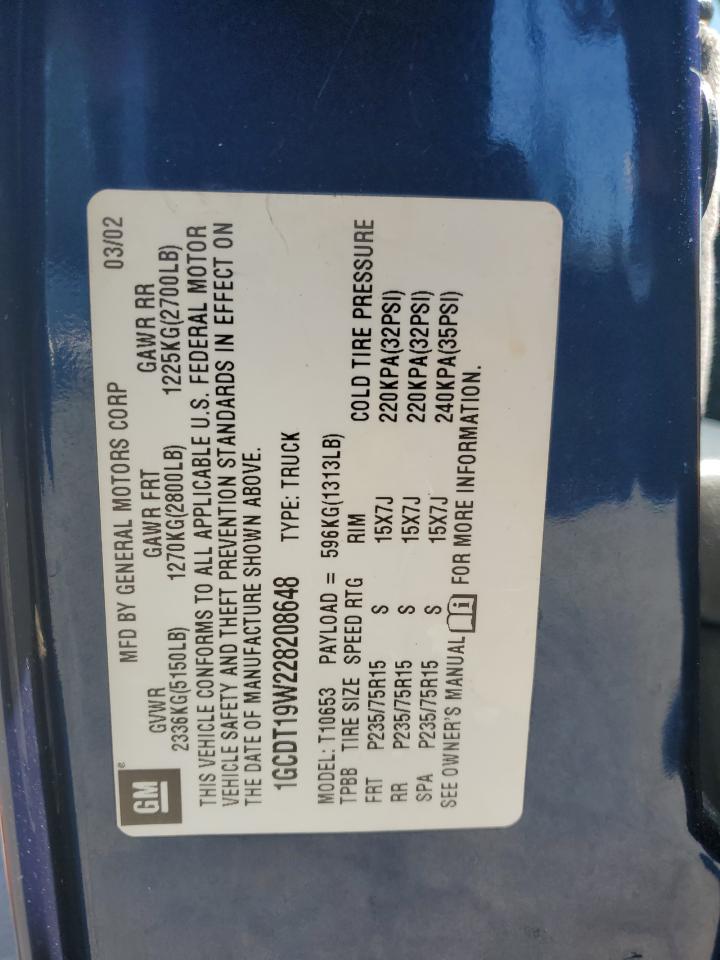 GM® MFD BY GENERAL MOTORS CORP 03/02
GVWR GAWR FRT GAWR RR
2336KG(5150LB) 1270KG(2800LB) 1225KG(2700LB)
THIS VEHICLE CONFORMS TO ALL APPLICABLE U.S. FEDERAL MOTOR
VEHICLE SAFETY AND THEFT PREVENTION STANDARDS IN EFFECT ON
THE DATE OF MANUFACTURE SHOWN ABOVE.
1GCDT19W228208648 TYPE: TRUCK
MODEL: T10653 PAYLOAD = 596KG(1313LB)
TPBB TIRE SIZE SPEED RTG RIM COLD TIRE PRESSURE
FRT P235/75R15 S 15X7J 220KPA(32PSI)
RR P235/75R15 S 15X7J 220KPA(32PSI)
SPA P235/75R15 S 15X7J 240KPA(35PSI)
SEE OWNER'S MANUAL FOR MORE INFORMATION.